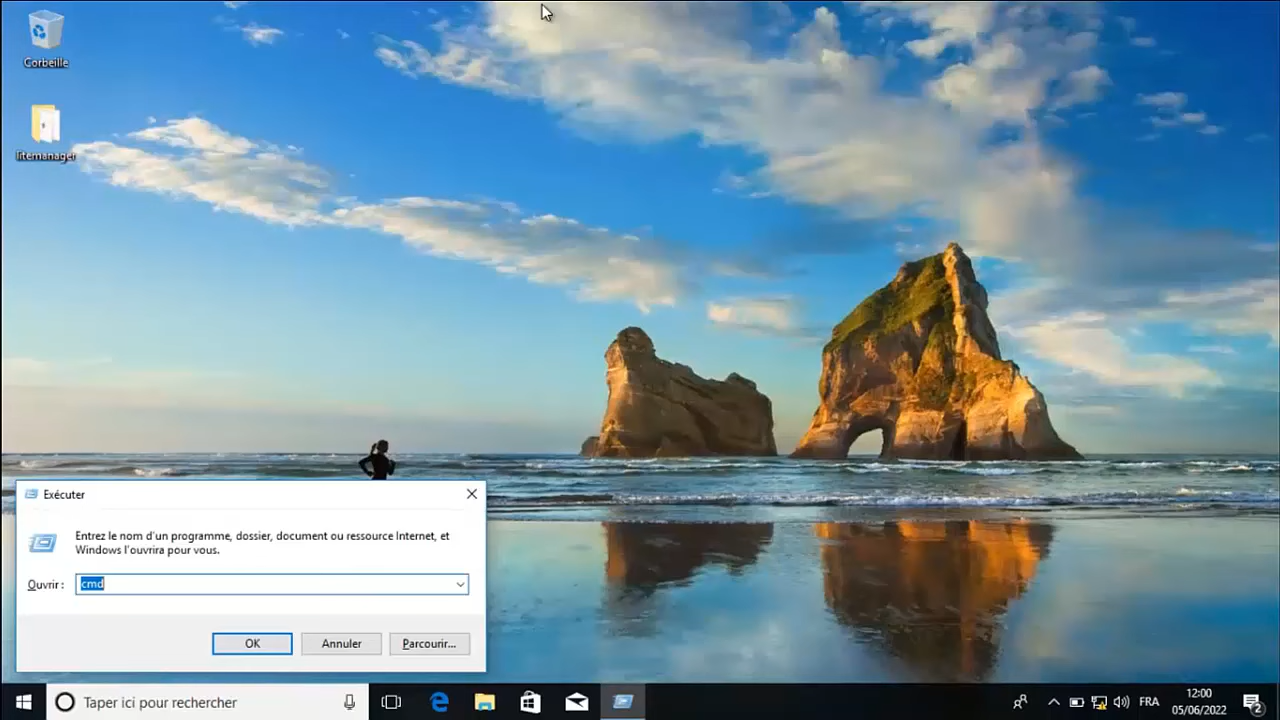 Corbeille
litemanager
Exécuter
Entrez le nom d'un programme, dossier, document ou ressource Internet, et
Windows l'ouvrira pour vous.
Ouvrir :
cmd
OK
Annuler
Parcourir...
Taper ici pour rechercher
FRA
12:00
05/06/2022
2